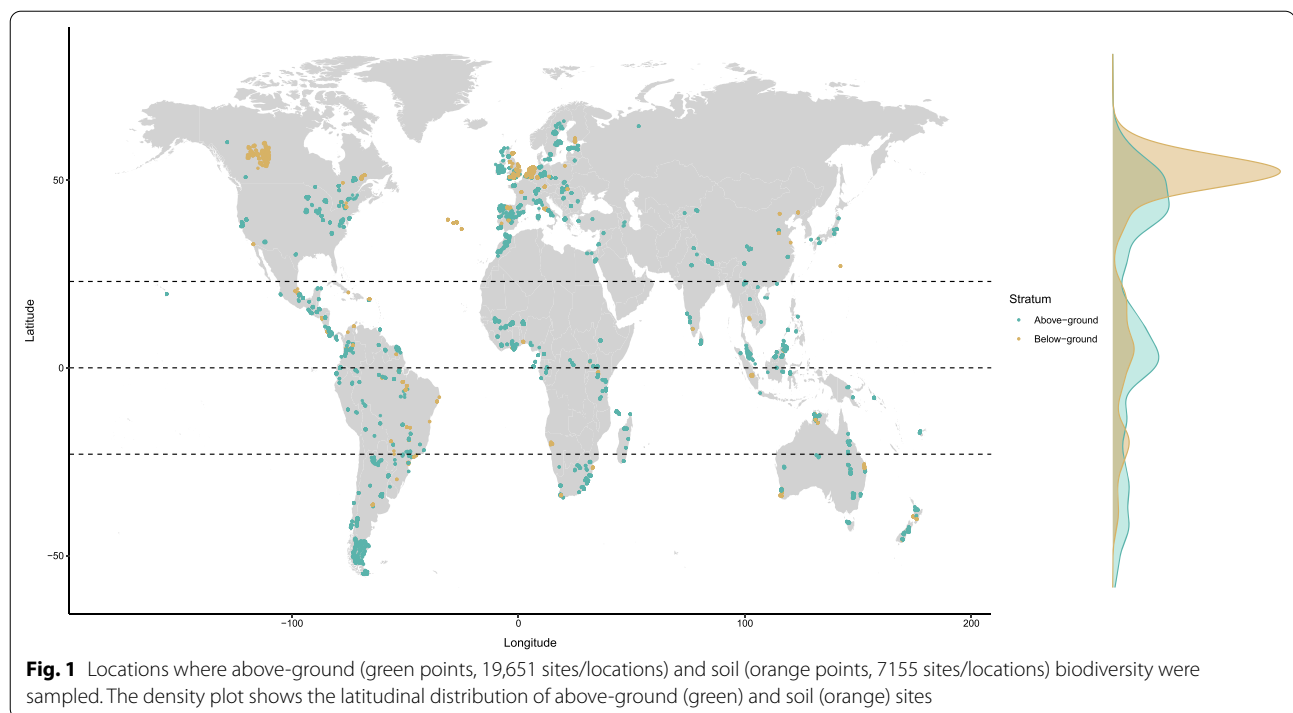 Latitude
50
0
−50
−100
0
100
200
Longitude
Stratum
Above−ground
Below−ground
Fig. 1 Locations where above-ground (green points, 19,651 sites/locations) and soil (orange points, 7155 sites/locations) biodiversity were
sampled. The density plot shows the latitudinal distribution of above-ground (green) and soil (orange) sites